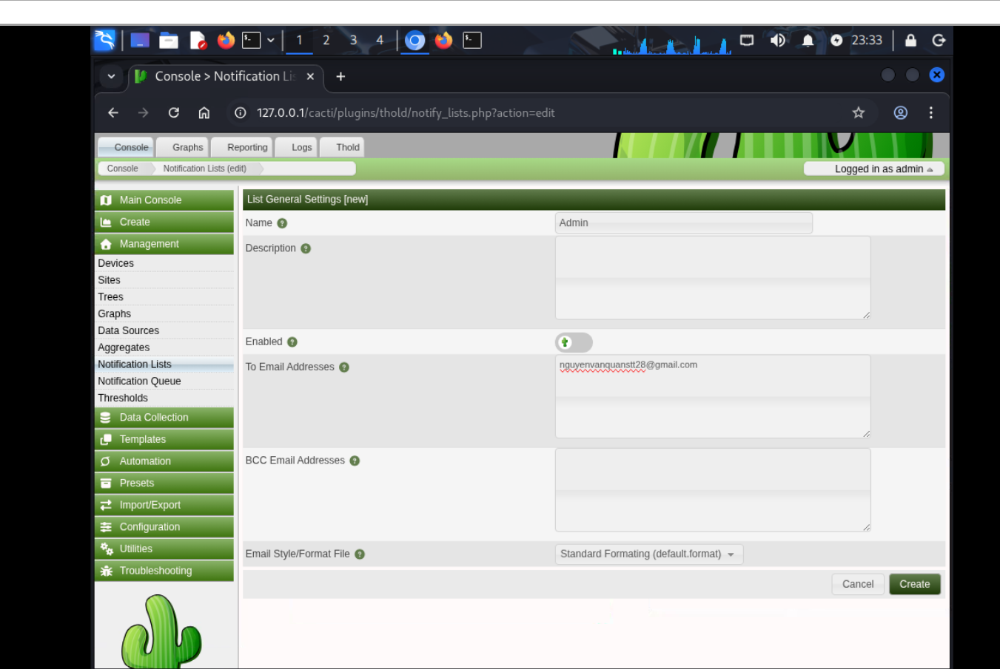 1 2 3 4 23:33
Console > Notification Lis
127.0.0.1/cacti/plugins/thold/notify_lists.php?action=edit
Console Graphs Reporting Logs Thold
Console Notification Lists (edit) Logged in as admin
Main Console
Create
Management
Devices
Sites
Trees
Graphs
Data Sources
Aggregates
Notification Lists
Notification Queue
Thresholds
Data Collection
Templates
Automation
Presets
Import/Export
Configuration
Utilities
Troubleshooting
List General Settings [new]
Name Admin
Description
Enabled
To Email Addresses nguyenvanquanstt28@gmail.com
BCC Email Addresses
Email Style/Format File Standard Formating (default.format)
Cancel Create